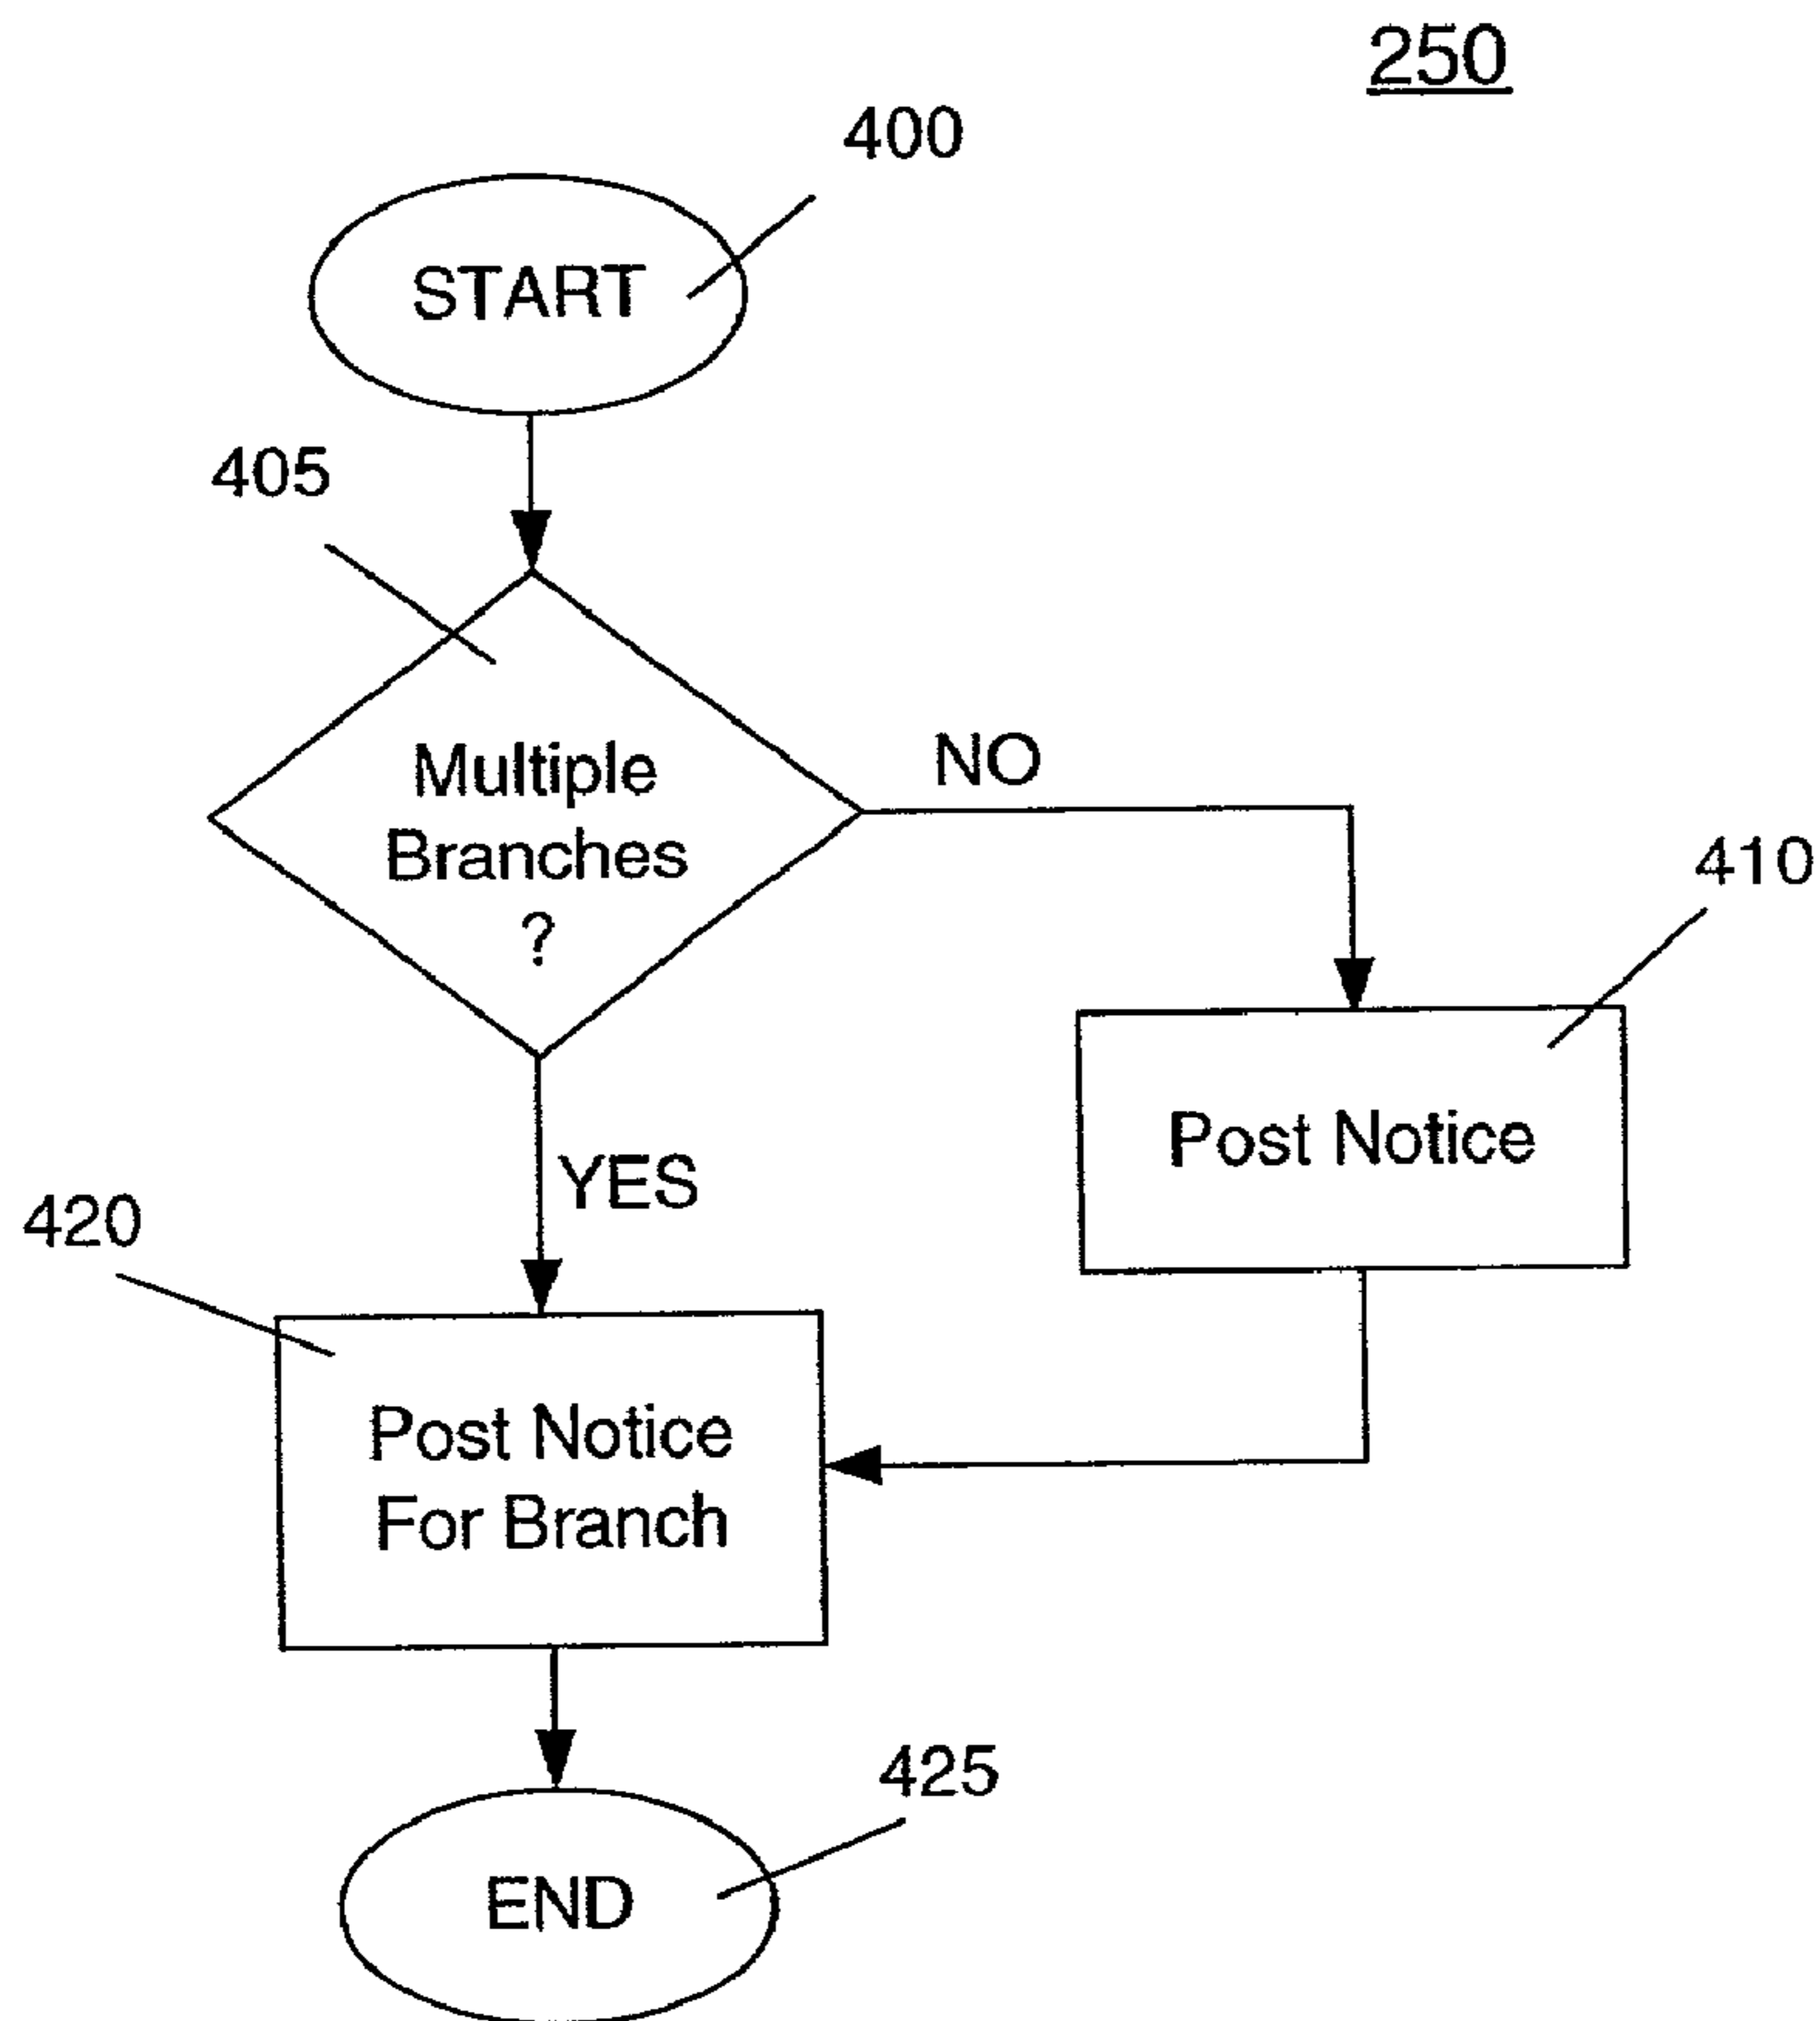 250
400
START
405
Multiple
Branches
?
NO
410
Post Notice
YES
420
Post Notice
For Branch
425
END